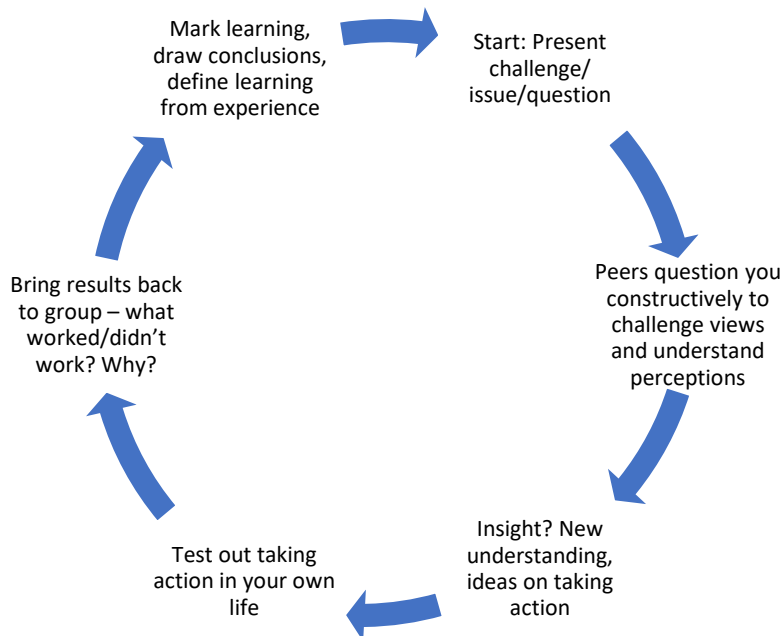 Start: Present
challenge/
issue/question
Peers question you
constructively to
challenge views
and understand
perceptions
Insight? New
understanding,
ideas on taking
action
Test out taking
action in your own
life
Bring results back
to group – what
worked/didn’t
work? Why?
Mark learning,
draw conclusions,
define learning
from experience